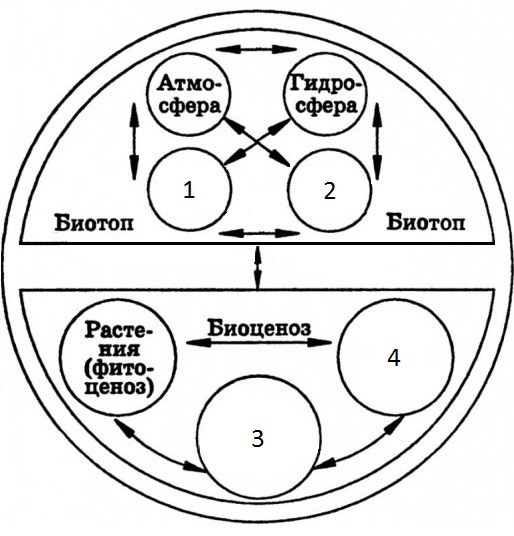 Атмо-
сфера
Гидро-
сфера
1
2
Биотоп
Биотоп
Расте-
ния
(фито-
ценоз)
Биоценоз
4
3